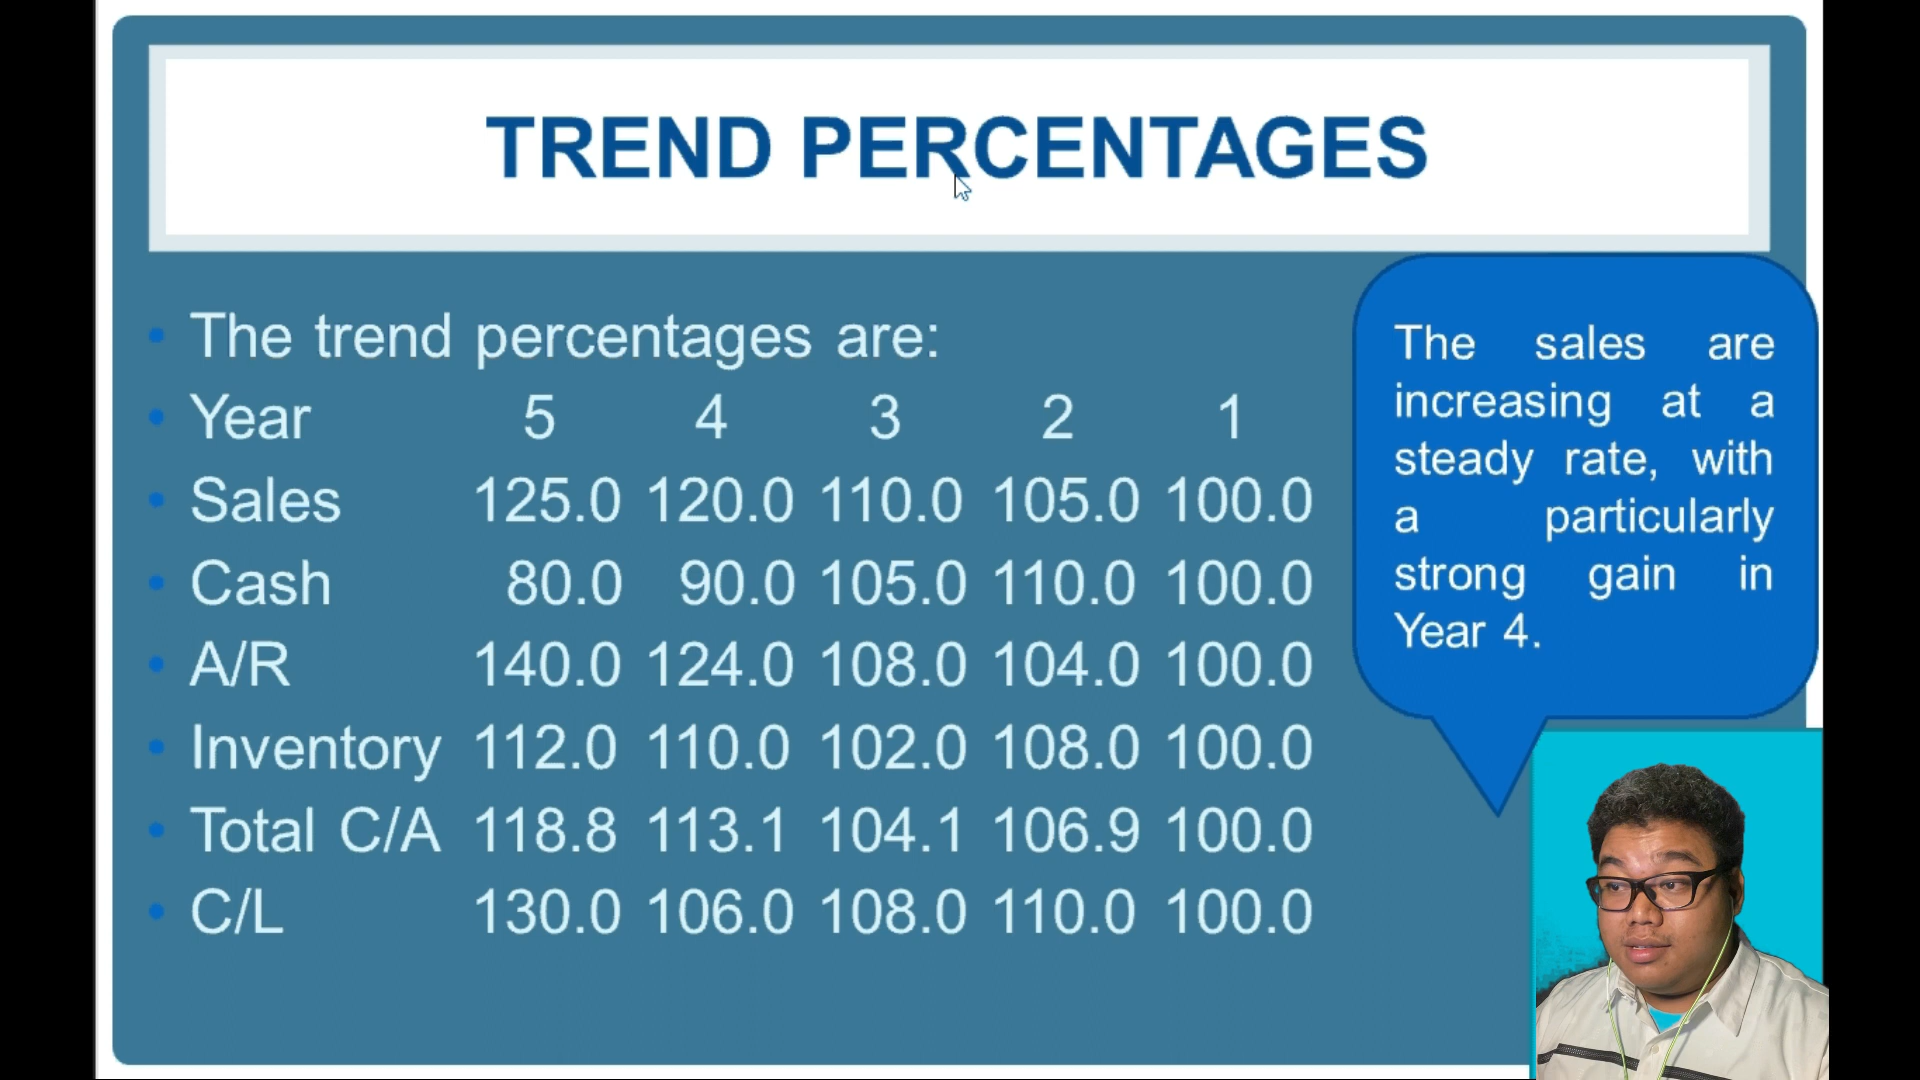 TREND PERCENTAGES
• The trend percentages are:
• Year 5 4 3 2 1
• Sales 125.0 120.0 110.0 105.0 100.0
• Cash 80.0 90.0 105.0 110.0 100.0
• A/R 140.0 124.0 108.0 104.0 100.0
• Inventory 112.0 110.0 102.0 108.0 100.0
• Total C/A 118.8 113.1 104.1 106.9 100.0
• C/L 130.0 106.0 108.0 110.0 100.0
The sales are
increasing at a
steady rate, with
a particularly
strong gain in
Year 4.